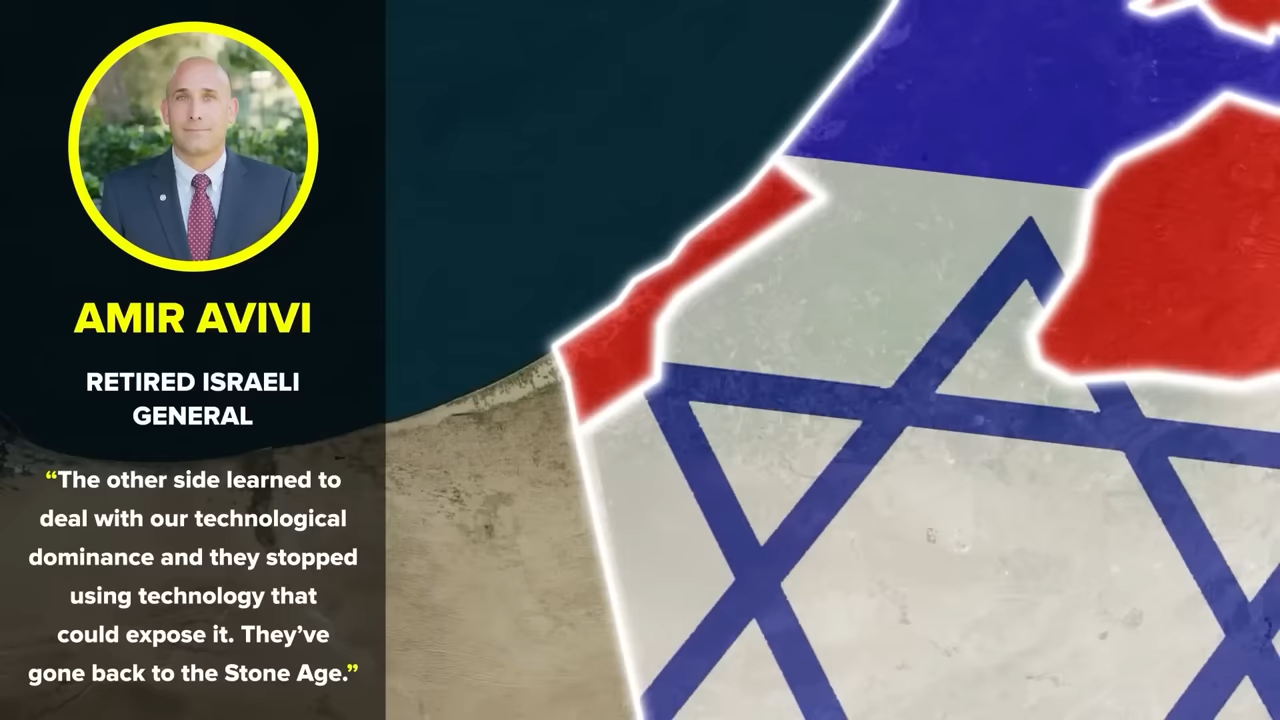 AMIR AVIVI
RETIRED ISRAELI
GENERAL
“The other side learned to
deal with our technological
dominance and they stopped
using technology that
could expose it. They’ve
gone back to the Stone Age.”